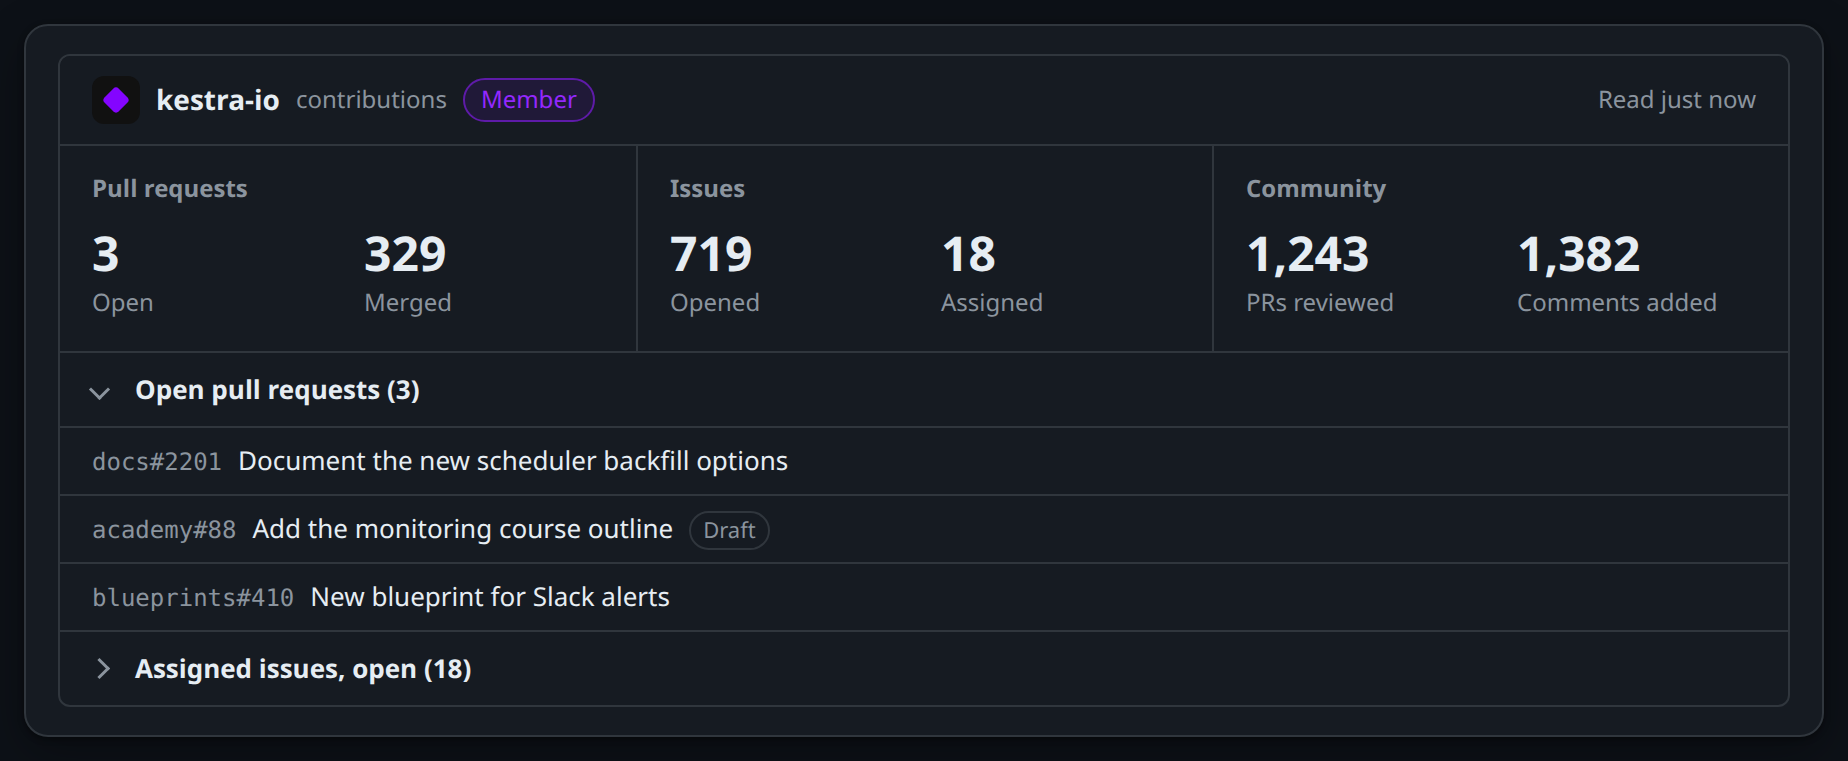 kestra-io contributions Member Read just now
Pull requests Issues Community
3 329 719 18 1,243 1,382
Open Merged Opened Assigned PRs reviewed Comments added
Open pull requests (3)
docs#2201 Document the new scheduler backfill options
academy#88 Add the monitoring course outline Draft
blueprints#410 New blueprint for Slack alerts
Assigned issues, open (18)